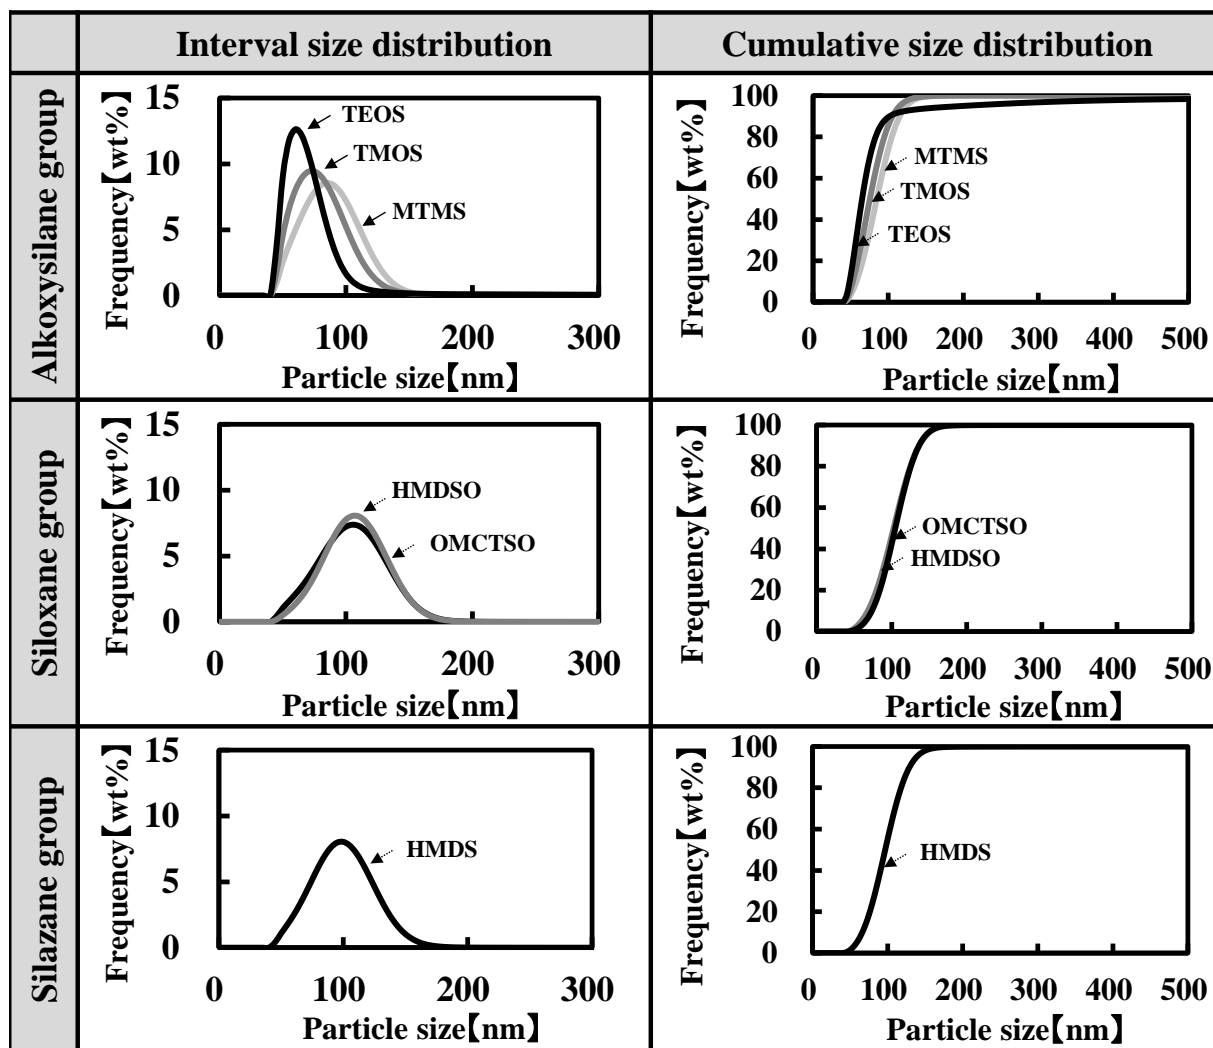 Interval size distribution
Cumulative size distribution
Alkoxysilane group
Frequency【wt%】
15
10
5
0
TEOS
TMOS
MTMS
0 100 200 300
Particle size【nm】
Frequency【wt%】
100
80
60
40
20
0
MTMS
TMOS
TEOS
0 100 200 300 400 500
Particle size【nm】
Siloxane group
Frequency【wt%】
15
10
5
0
HMDSO
OMCTSO
0 100 200 300
Particle size【nm】
Frequency【wt%】
100
80
60
40
20
0
OMCTSO
HMDSO
0 100 200 300 400 500
Particle size【nm】
Silazane group
Frequency【wt%】
15
10
5
0
HMDS
0 100 200 300
Particle size【nm】
Frequency【wt%】
100
80
60
40
20
0
HMDS
0 100 200 300 400 500
Particle size【nm】